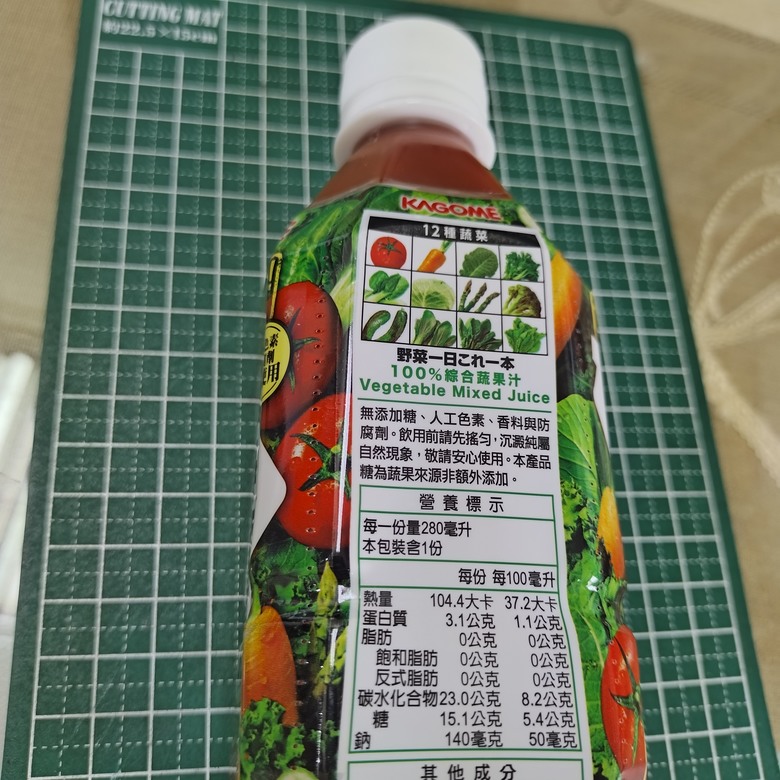 CUTTING MAT
約22.5×15cm
KAGOME
12種蔬菜
野菜一日これ一本
100%綜合蔬果汁
Vegetable Mixed Juice
無添加糖、人工色素、香料與防
腐劑。飲用前請先搖勻,沉澱純屬
自然現象,敬請安心使用。本產品
糖為蔬果來源非額外添加。
營養標示
每一份量280毫升
本包裝含1份
每份 每100毫升
熱量 104.4大卡 37.2大卡
蛋白質 3.1公克 1.1公克
脂肪 0公克 0公克
飽和脂肪 0公克 0公克
反式脂肪 0公克 0公克
碳水化合物 23.0公克 8.2公克
糖 15.1公克 5.4公克
鈉 140毫克 50毫克
其他成分